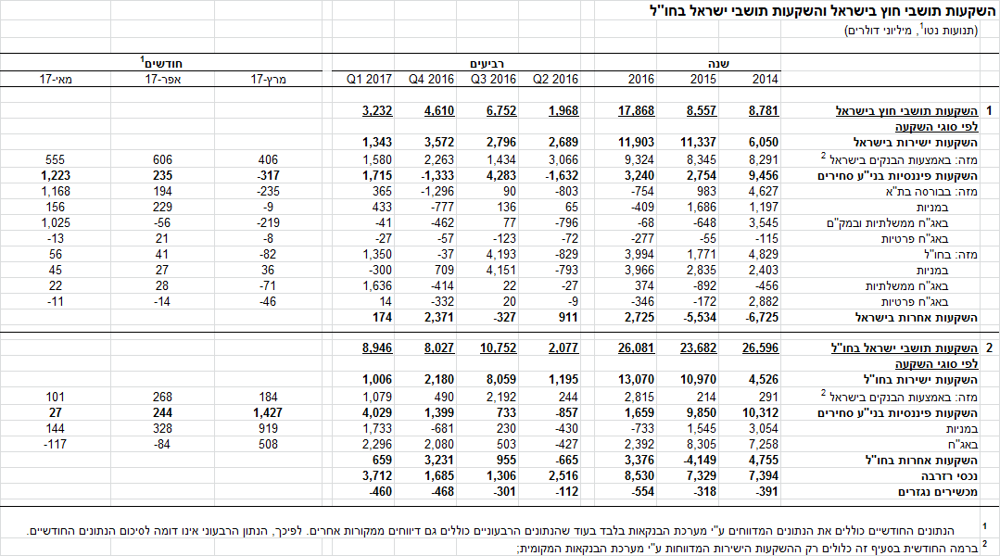 השקעות תושבי חוץ בישראל והשקעות תושבי ישראל בחו"ל
(תנועות נטו1, מיליוני דולרים)
שנה רביעים חודשים1
2014 2015 2016 Q2 2016 Q3 2016 Q4 2016 Q1 2017 מרץ-17 אפר-17 מאי-17
1 השקעות תושבי חוץ בישראל 8,781 8,557 17,868 1,968 6,752 4,610 3,232
לפי סוגי השקעה
השקעות ישירות בישראל 6,050 11,337 11,903 2,689 2,796 3,572 1,343
מזה: באמצעות הבנקים בישראל 2 8,291 8,345 9,324 3,066 1,434 2,263 1,580 406 606 555
השקעות פיננסיות בני"ע סחירים 9,456 2,754 3,240 -1,632 4,283 -1,333 1,715 -317 235 1,223
מזה: בבורסה בת"א 4,627 983 -754 -803 90 -1,296 365 -235 194 1,168
במניות 1,197 1,686 -409 65 136 -777 433 -9 229 156
באג"ח ממשלתיות ובמק"ם 3,545 -648 -68 -796 77 -462 -41 -219 -56 1,025
באג"ח פרטיות -115 -55 -277 -72 -123 -57 -27 -8 21 -13
מזה: בחו"ל 4,829 1,771 3,994 -829 4,193 -37 1,350 -82 41 56
במניות 2,403 2,835 3,966 -793 4,151 709 -300 36 27 45
באג"ח ממשלתיות -456 -892 374 -27 22 -414 1,636 -71 28 22
באג"ח פרטיות 2,882 -172 -346 -9 20 -332 14 -46 -14 -11
השקעות אחרות בישראל -6,725 -5,534 2,725 911 -327 2,371 174
2 השקעות תושבי ישראל בחו"ל 26,596 23,682 26,081 2,077 10,752 8,027 8,946
לפי סוגי השקעה
השקעות ישירות בחו"ל 4,526 10,970 13,070 1,195 8,059 2,180 1,006
מזה: באמצעות הבנקים בישראל 2 291 214 2,815 244 2,192 490 1,079 184 268 101
השקעות פיננסיות בני"ע סחירים 10,312 9,850 1,659 -857 733 1,399 4,029 1,427 244 27
במניות 3,054 1,545 -733 -430 230 -681 1,733 919 328 144
באג"ח 7,258 8,305 2,392 -427 503 2,080 2,296 508 -84 -117
השקעות אחרות בחו"ל 4,755 -4,149 3,376 -665 955 3,231 659
נכסי רזרבה 7,394 7,329 8,530 2,516 1,306 1,685 3,712
מכשירים נגזרים -391 -318 -554 -112 -301 -468 -460
1 הנתונים החודשיים כוללים את הנתונים המדווחים ע"י מערכת הבנקאות בלבד בעוד שהנתונים הרבעוניים כוללים גם דיווחים ממקורות אחרים. לפיכך, הנתון הרבעוני אינו דומה לסיכום הנתונים החודשיים.
2 ברמה החודשית בסעיף זה כלולים רק ההשקעות הישירות המדווחות ע"י מערכת הבנקאות המקומית;